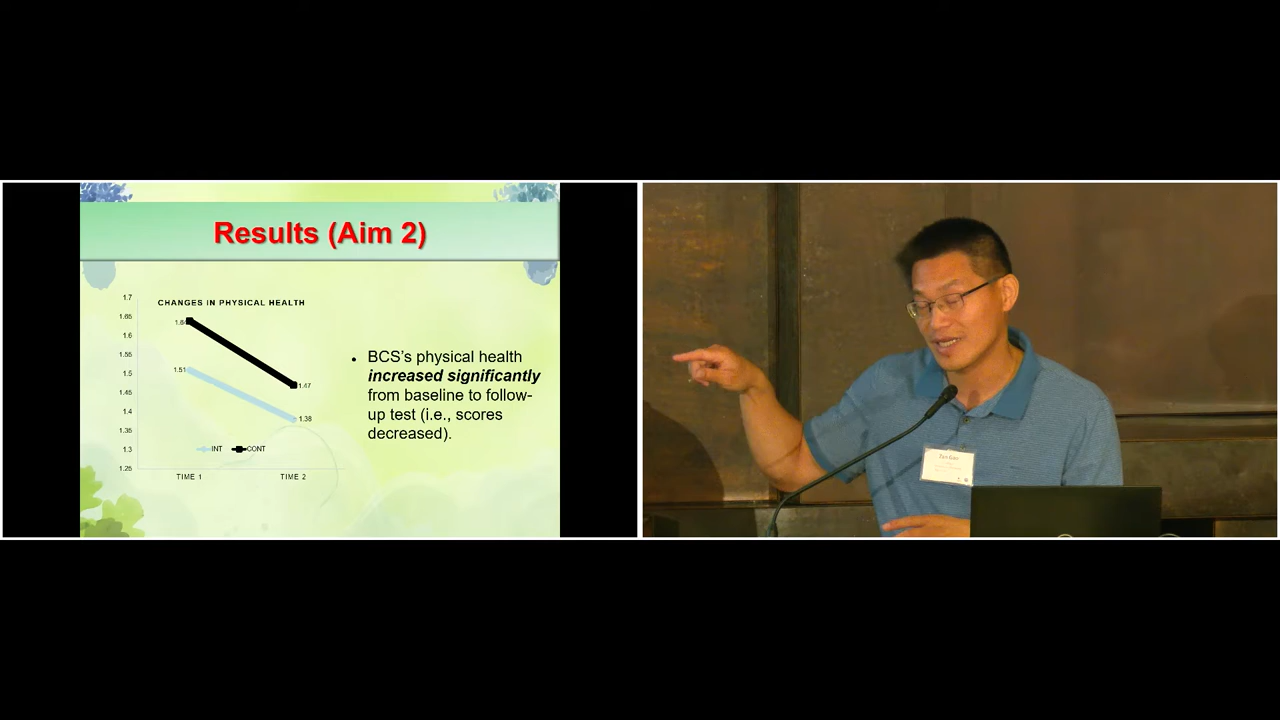 Results (Aim 2)
CHANGES IN PHYSICAL HEALTH
1.7
1.65
1.6
1.55
1.5
1.45
1.4
1.35
1.3
1.25
1.51
1.47
1.38
INT CONT
TIME 1 TIME 2
• BCS's physical health
increased significantly
from baseline to follow-
up test (i.e., scores
decreased).